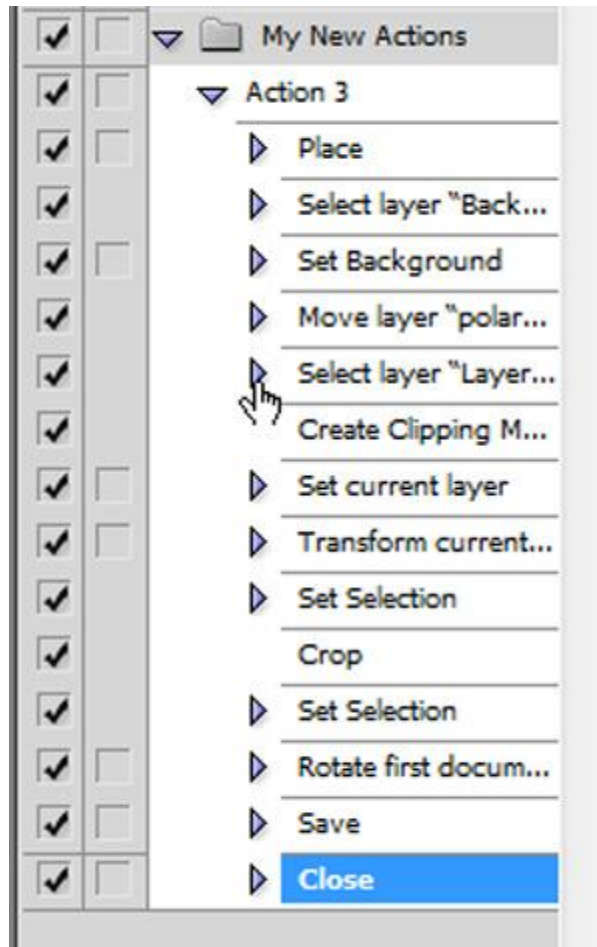 My New Actions
Action 3
Place
Select layer “Back...
Set Background
Move layer “polar...
Select layer “Layer...
Create Clipping M...
Set current layer
Transform current...
Set Selection
Crop
Set Selection
Rotate first docum...
Save
Close